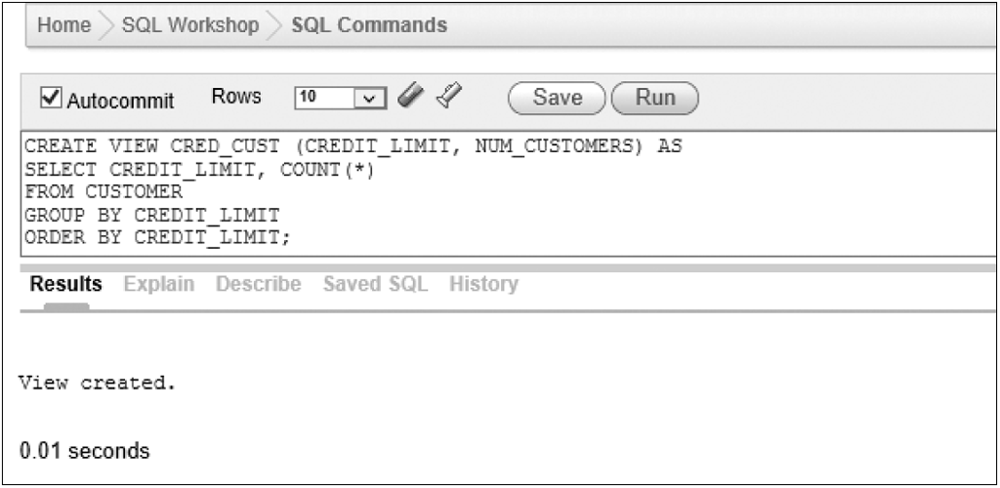 Home SQL Workshop SQL Commands
Autocommit Rows 10 Save Run
CREATE VIEW CRED_CUST (CREDIT_LIMIT, NUM_CUSTOMERS) AS
SELECT CREDIT_LIMIT, COUNT(*)
FROM CUSTOMER
GROUP BY CREDIT_LIMIT
ORDER BY CREDIT_LIMIT;
Results Explain Describe Saved SQL History
View created.
0.01 seconds